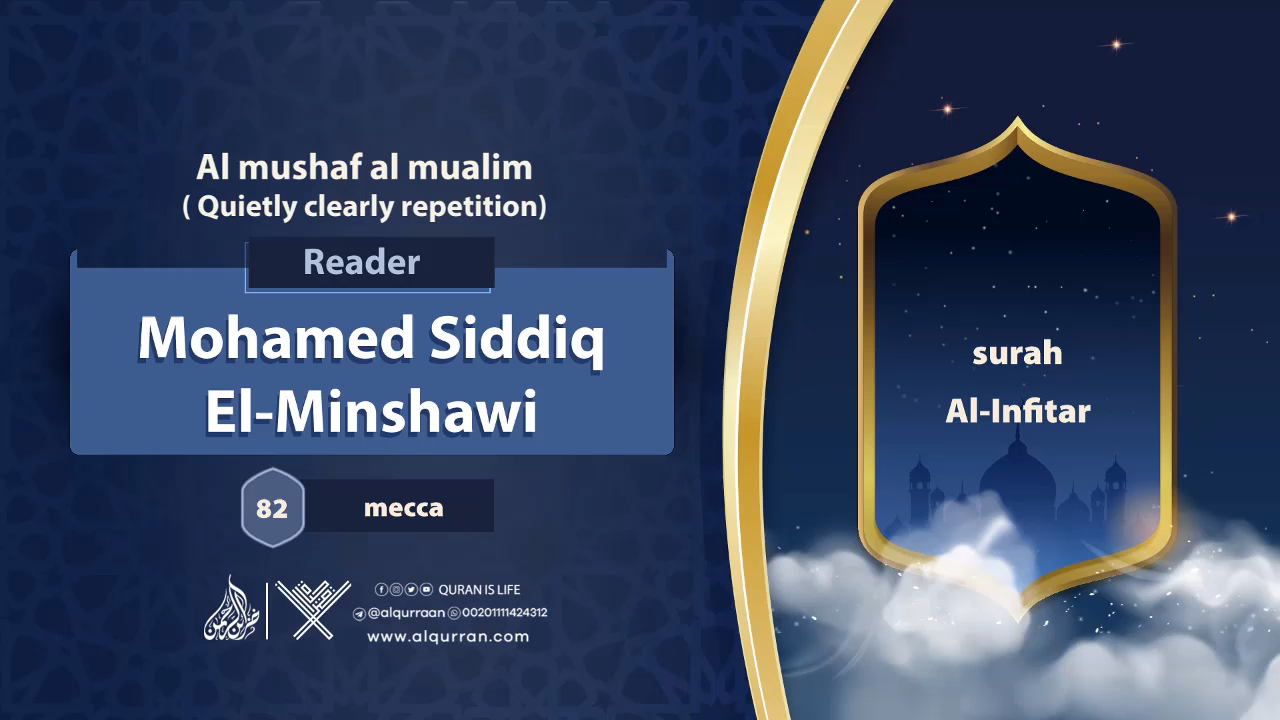 Al mushaf al mualim
( Quietly clearly repetition)
Reader
Mohamed Siddiq
El-Minshawi
82
mecca
QURAN IS LIFE
@alqurraan 00201111424312
www.alqurran.com
surah
Al-Infitar